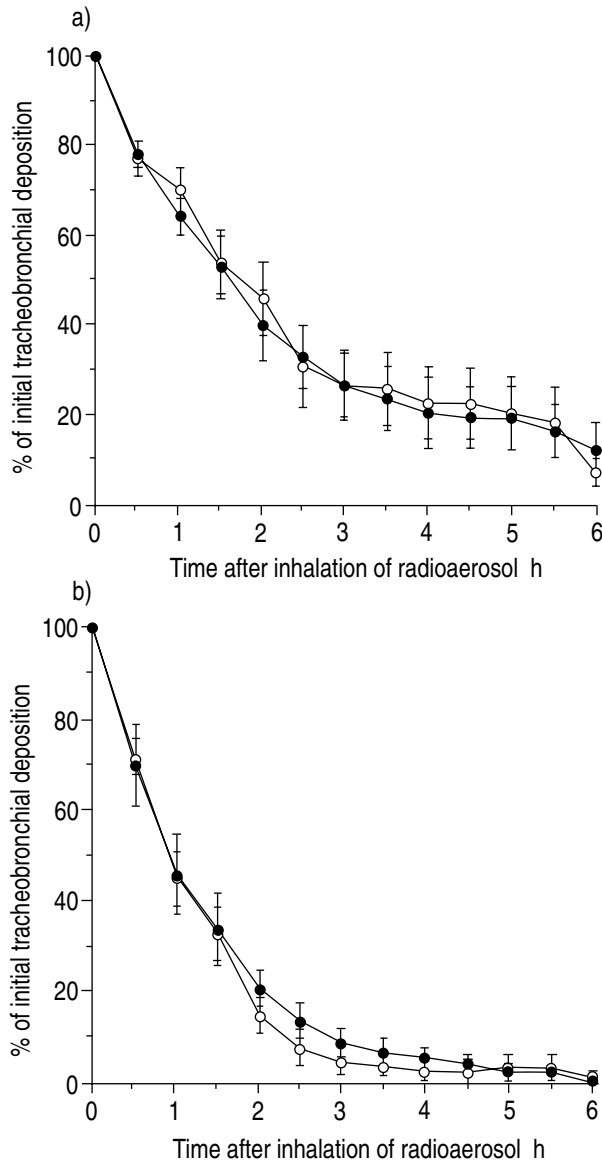 a)
100
80
60
40
20
0
% of initial tracheobronchial deposition
0 1 2 3 4 5 6
Time after inhalation of radioaerosol h
b)
100
80
60
40
20
0
% of initial tracheobronchial deposition
0 1 2 3 4 5 6
Time after inhalation of radioaerosol h